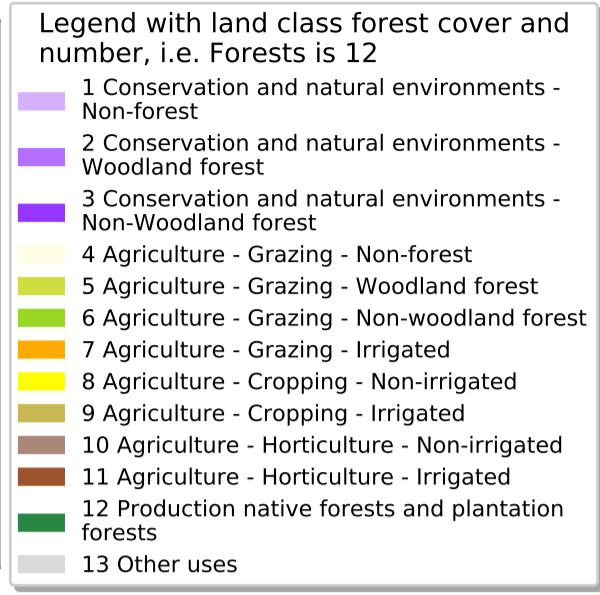 Legend with land class forest cover and
number, i.e. Forests is 12
1 Conservation and natural environments -
Non-forest
2 Conservation and natural environments -
Woodland forest
3 Conservation and natural environments -
Non-Woodland forest
4 Agriculture - Grazing - Non-forest
5 Agriculture - Grazing - Woodland forest
6 Agriculture - Grazing - Non-woodland forest
7 Agriculture - Grazing - Irrigated
8 Agriculture - Cropping - Non-irrigated
9 Agriculture - Cropping - Irrigated
10 Agriculture - Horticulture - Non-irrigated
11 Agriculture - Horticulture - Irrigated
12 Production native forests and plantation
forests
13 Other uses